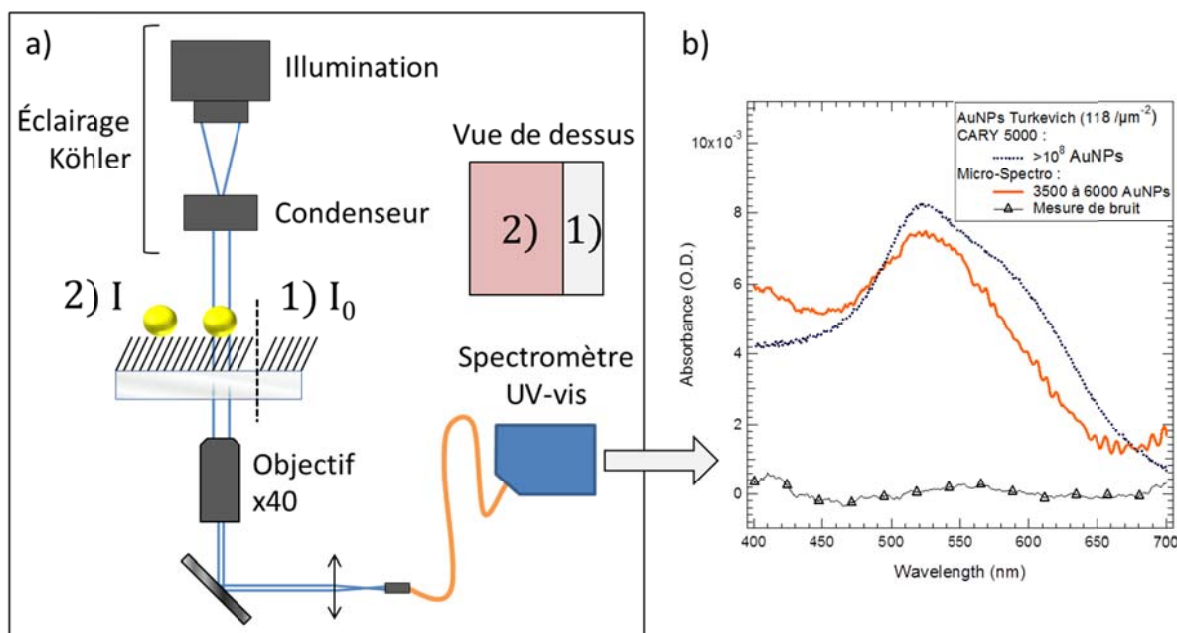 a)
Illumination
Éclairage
Köhler
Condenseur
Vue de dessus
2)
1)
2) I
1) I₀
Spectromètre
UV-vis
Objectif
x40
b)
AuNPs Turkevich (118 /µm⁻²)
CARY 5000 :
>10⁸ AuNPs
Micro-Spectro :
3500 à 6000 AuNPs
Mesure de bruit
10x10⁻³
8
6
4
2
0
Absorbance (O.D.)
400
450
500
550
600
650
700
Wavelength (nm)